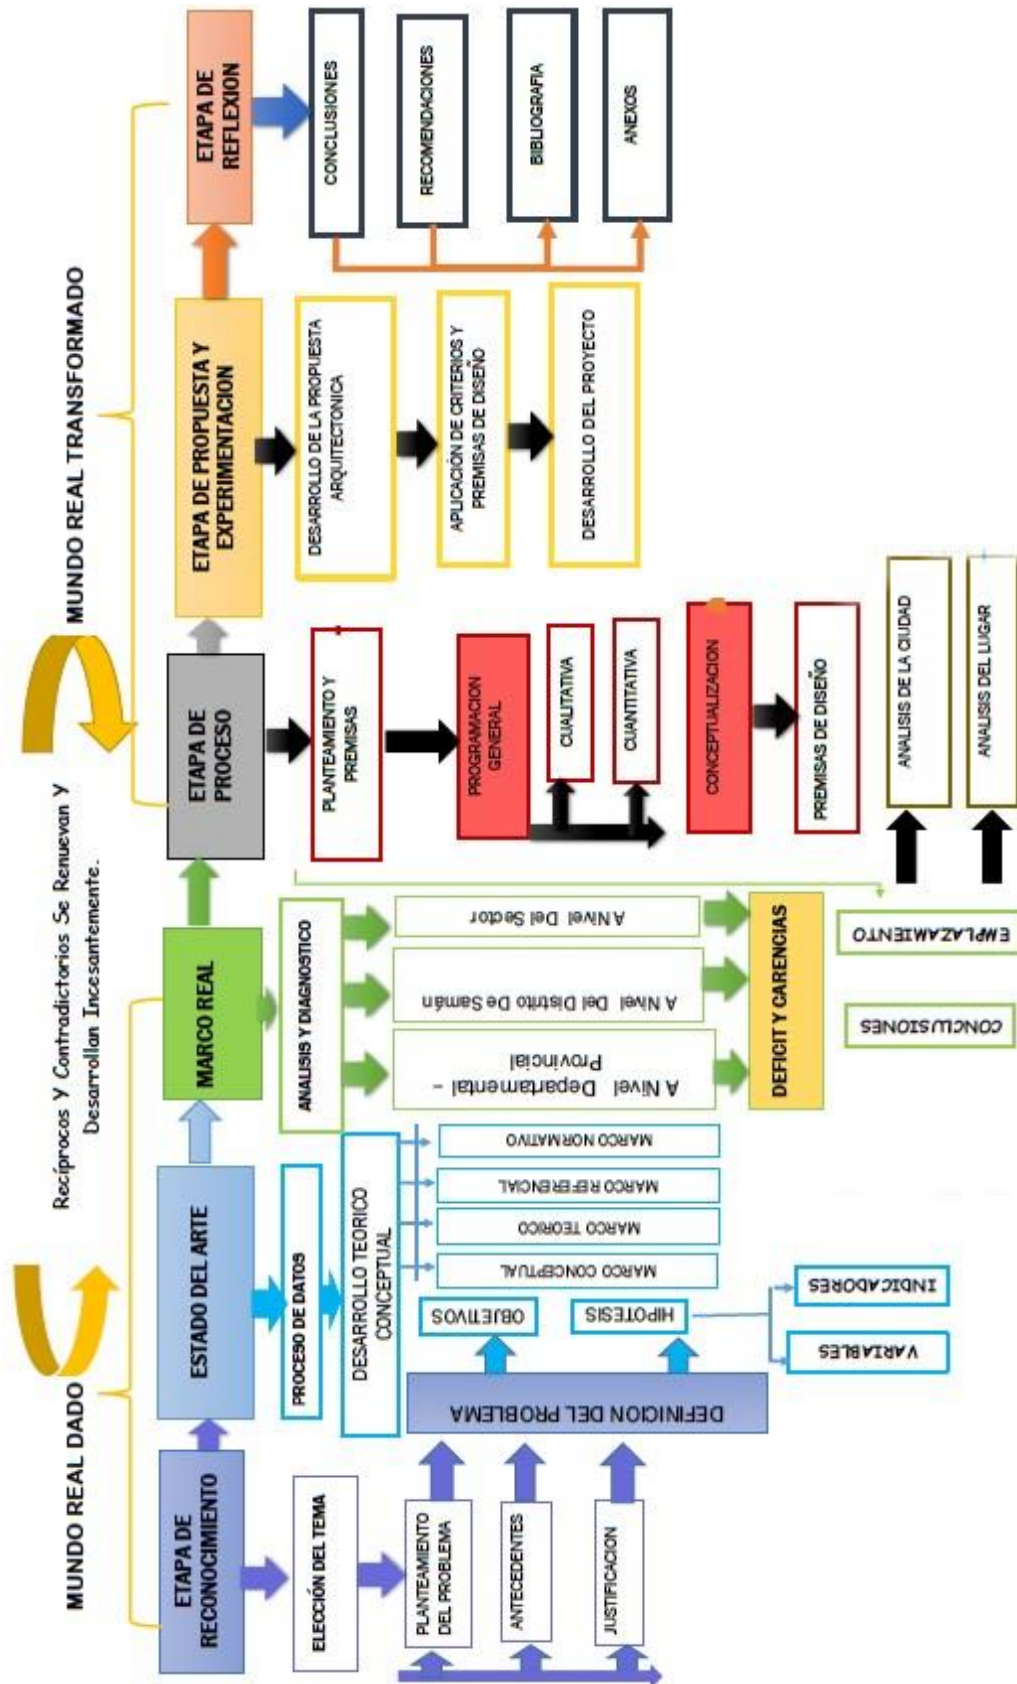 MUNDO REAL DADO
Recíprocos Y Contradictorios Se Renuevan Y
Desarrollan Incesantemente.
MUNDO REAL TRANSFORMADO
ETAPA DE
RECONOCIMIENTO
ESTADO DEL ARTE
MARCO REAL
ETAPA DE
PROCESO
ETAPA DE PROPUESTA Y
EXPERIMENTACION
ETAPA DE
REFLEXION
ELECCIÓN DEL TEMA
PLANTEAMIENTO
DEL PROBLEMA
ANTECEDENTES
JUSTIFICACION
DEFINICION DEL PROBLEMA
OBJETIVOS
HIPOTESIS
VARIABLES
INDICADORES
PROCESO DE DATOS
DESARROLLO TEORICO
CONCEPTUAL
MARCO CONCEPTUAL
MARCO TEORICO
MARCO REFERENCIAL
MARCO NORMATIVO
ANALISIS Y DIAGNOSTICO
A Nivel Departamental –
Provincial
A Nivel Del Distrito De Samán
A Nivel Del Sector
DEFICIT Y CARENCIAS
CONCLUSIONES
EMPLAZAMIENTO
PLANTEAMIENTO Y
PREMISAS
PROGRAMACION
GENERAL
CUALITATIVA
CUANTITATIVA
CONCEPTUALIZACION
PREMISAS DE DISEÑO
ANALISIS DE LA CIUDAD
ANALISIS DEL LUGAR
DESARROLLO DE LA PROPUESTA
ARQUITECTONICA
APLICACIÓN DE CRITERIOS Y
PREMISAS DE DISEÑO
DESARROLLO DEL PROYECTO
CONCLUSIONES
RECOMENDACIONES
BIBLIOGRAFIA
ANEXOS